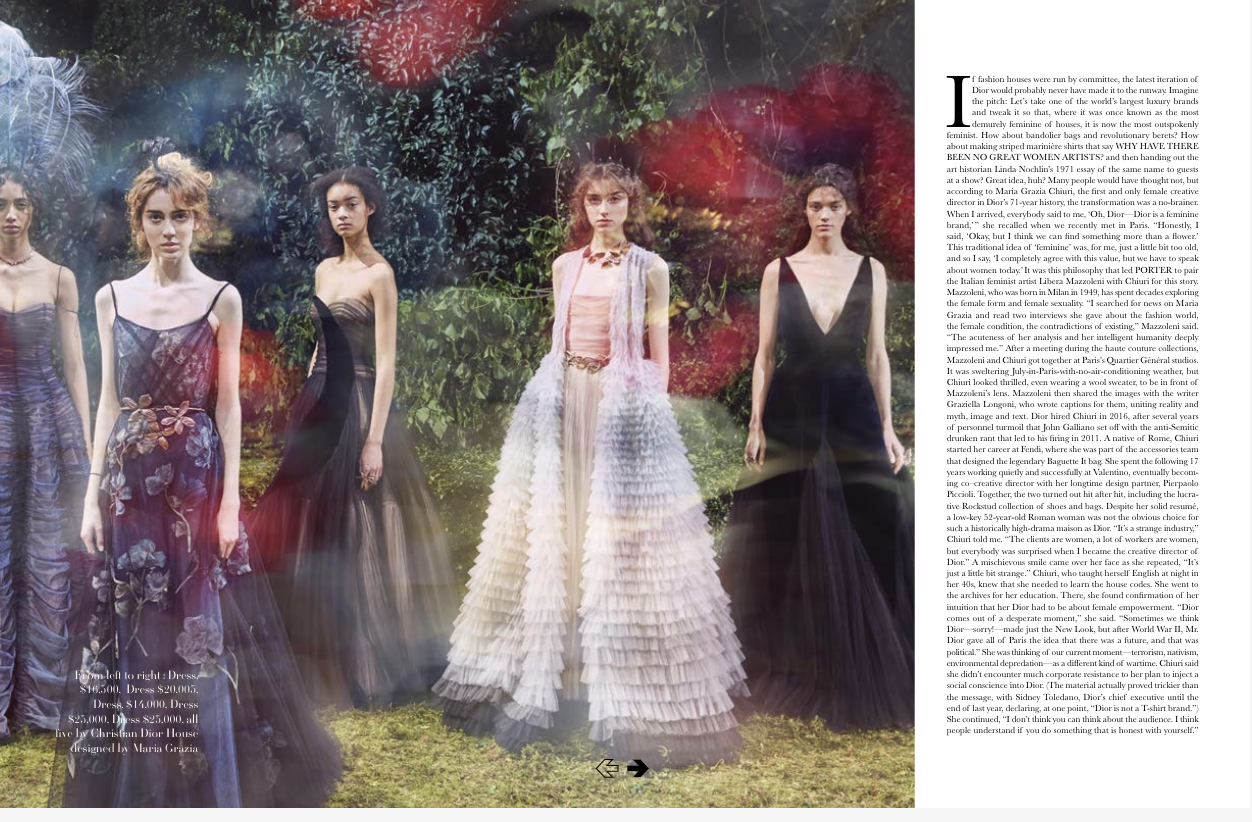 If fashion houses were run by committee, the latest iteration of
Dior would probably never have made it to the runway. Imagine
the pitch: Let's take one of the world's largest luxury brands
and tweak it so that, where it was once known as the most
demurely feminine of houses, it is now the most outspokenly
feminist. How about bandolier bags and revolutionary berets? How
about making striped marinière shirts that say WHY HAVE THERE
BEEN NO GREAT WOMEN ARTISTS? and then handing out the
art historian Linda Nochlin's 1971 essay of the same name to guests
at a show? Great idea, huh? Many people would have thought not, but
according to Maria Grazia Chiuri, the first and only female creative
director in Dior's 71-year history, the transformation was a no-brainer.
When I arrived, everybody said to me, 'Oh, Dior—Dior is a feminine
brand,'” she recalled when we recently met in Paris. “Honestly, I
said, 'Okay, but I think we can find something more than a flower.'
This traditional idea of 'feminine' was, for me, just a little bit too old,
and so I say, 'I completely agree with this value, but we have to speak
about women today.' It was this philosophy that led PORTER to pair
the Italian feminist artist Libera Mazzoleni with Chiuri for this story.
Mazzoleni, who was born in Milan in 1949, has spent decades exploring
the female form and female sexuality. “I searched for news on Maria
Grazia and read two interviews she gave about the fashion world,
the female condition, the contradictions of existing,” Mazzoleni said.
“The acuteness of her analysis and her intelligent humanity deeply
impressed me.” After a meeting during the haute couture collections,
Mazzoleni and Chiuri got together at Paris's Quartier Général studios.
It was sweltering July-in-Paris-with-no-air-conditioning weather, but
Chiuri looked thrilled, even wearing a wool sweater, to be in front of
Mazzoleni's lens. Mazzoleni then shared the images with the writer
Graziella Longoni, who wrote captions for them, uniting reality and
myth, image and text. Dior hired Chiuri in 2016, after several years
of personnel turmoil that John Galliano set off with the anti-Semitic
drunken rant that led to his firing in 2011. A native of Rome, Chiuri
started her career at Fendi, where she was part of the accessories team
that designed the legendary Baguette It bag. She spent the following 17
years working quietly and successfully at Valentino, eventually becom-
ing co-creative director with her longtime design partner, Pierpaolo
Piccioli. Together, the two turned out hit after hit, including the lucra-
tive Rockstud collection of shoes and bags. Despite her solid resumé,
a low-key 52-year-old Roman woman was not the obvious choice for
such a historically high-drama maison as Dior. “It's a strange industry,”
Chiuri told me. “The clients are women, a lot of workers are women,
but everybody was surprised when I became the creative director of
Dior.” A mischievous smile came over her face as she repeated, “It's
just a little bit strange.” Chiuri, who taught herself English at night in
her 40s, knew that she needed to learn the house codes. She went to
the archives for her education. There, she found confirmation of her
intuition that her Dior had to be about female empowerment. “Dior
comes out of a desperate moment,” she said. “Sometimes we think
Dior—sorry!—made just the New Look, but after World War II, Mr.
Dior gave all of Paris the idea that there was a future, and that was
political.” She was thinking of our current moment—terrorism, nativism,
environmental depredation—as a different kind of wartime. Chiuri said
she didn't encounter much corporate resistance to her plan to inject a
social conscience into Dior. (The material actually proved trickier than
the message, with Sidney Toledano, Dior's chief executive until the
end of last year, declaring, at one point, “Dior is not a T-shirt brand.”)
She continued, “I don't think you can think about the audience. I think
people understand if you do something that is honest with yourself.”
From left to right : Dress,
$16,500, Dress $20,005,
Dress, $14,000, Dress
$25,000, Dress $25,000, all
five by Christian Dior House
designed by Maria Grazia